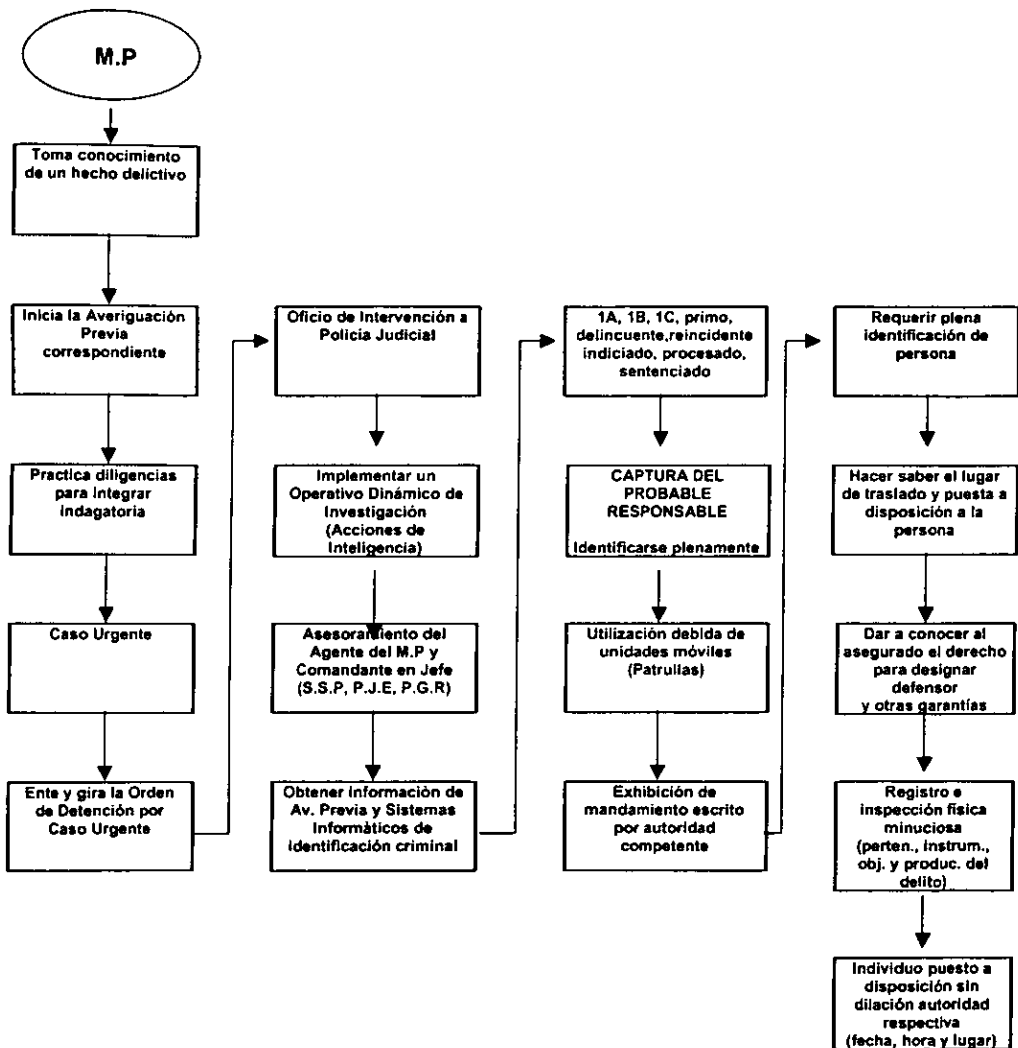 M.P
Toma conocimiento
de un hecho delictivo
Inicia la Averiguación
Previa
correspondiente
Practica diligencias
para integrar
indagatoria
Caso Urgente
Ente y gira la Orden
de Detención por
Caso Urgente
Oficio de Intervención a
Policía Judicial
Implementar un
Operativo Dinámico de
Investigación
(Acciones de
Inteligencia)
Asesoramiento del
Agente del M.P y
Comandante en Jefe
(S.S.P, P.J.E, P.G.R)
Obtener información de
Av. Previa y Sistemas
Informàticos de
identificación criminal
1A, 1B, 1C, primo,
delincuente,reincidente
indiciado, procesado,
sentenciado
CAPTURA DEL
PROBABLE
RESPONSABLE
Identificarse plenamente
Utilización debida de
unidades móviles
(Patrullas)
Exhibición de
mandamiento escrito
por autoridad
competente
Requerir plena
identificación de
persona
Hacer saber el lugar
de traslado y puesta a
disposición a la
persona
Dar a conocer al
asegurado el derecho
para designar
defensor
y otras garantías
Registro e
inspección física
minuciosa
(perten., instrum.,
obj. y produc. del
delito)
Individuo puesto a
disposición sin
dilación autoridad
respectiva
(fecha, hora y lugar)